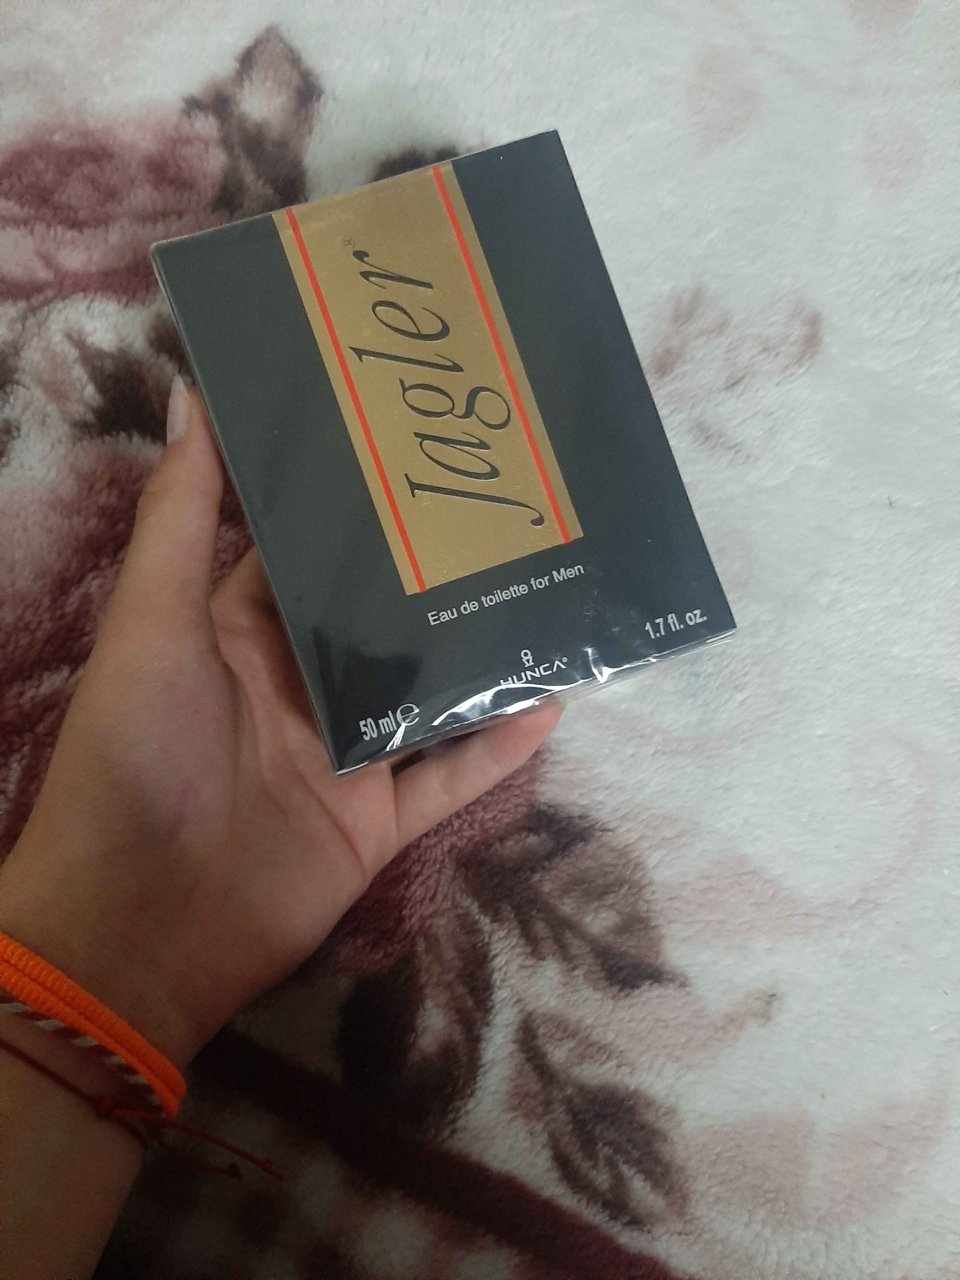 Jagler®
Eau de toilette for Men
HUNCA®
50 ml ℮
1.7 fl. oz.